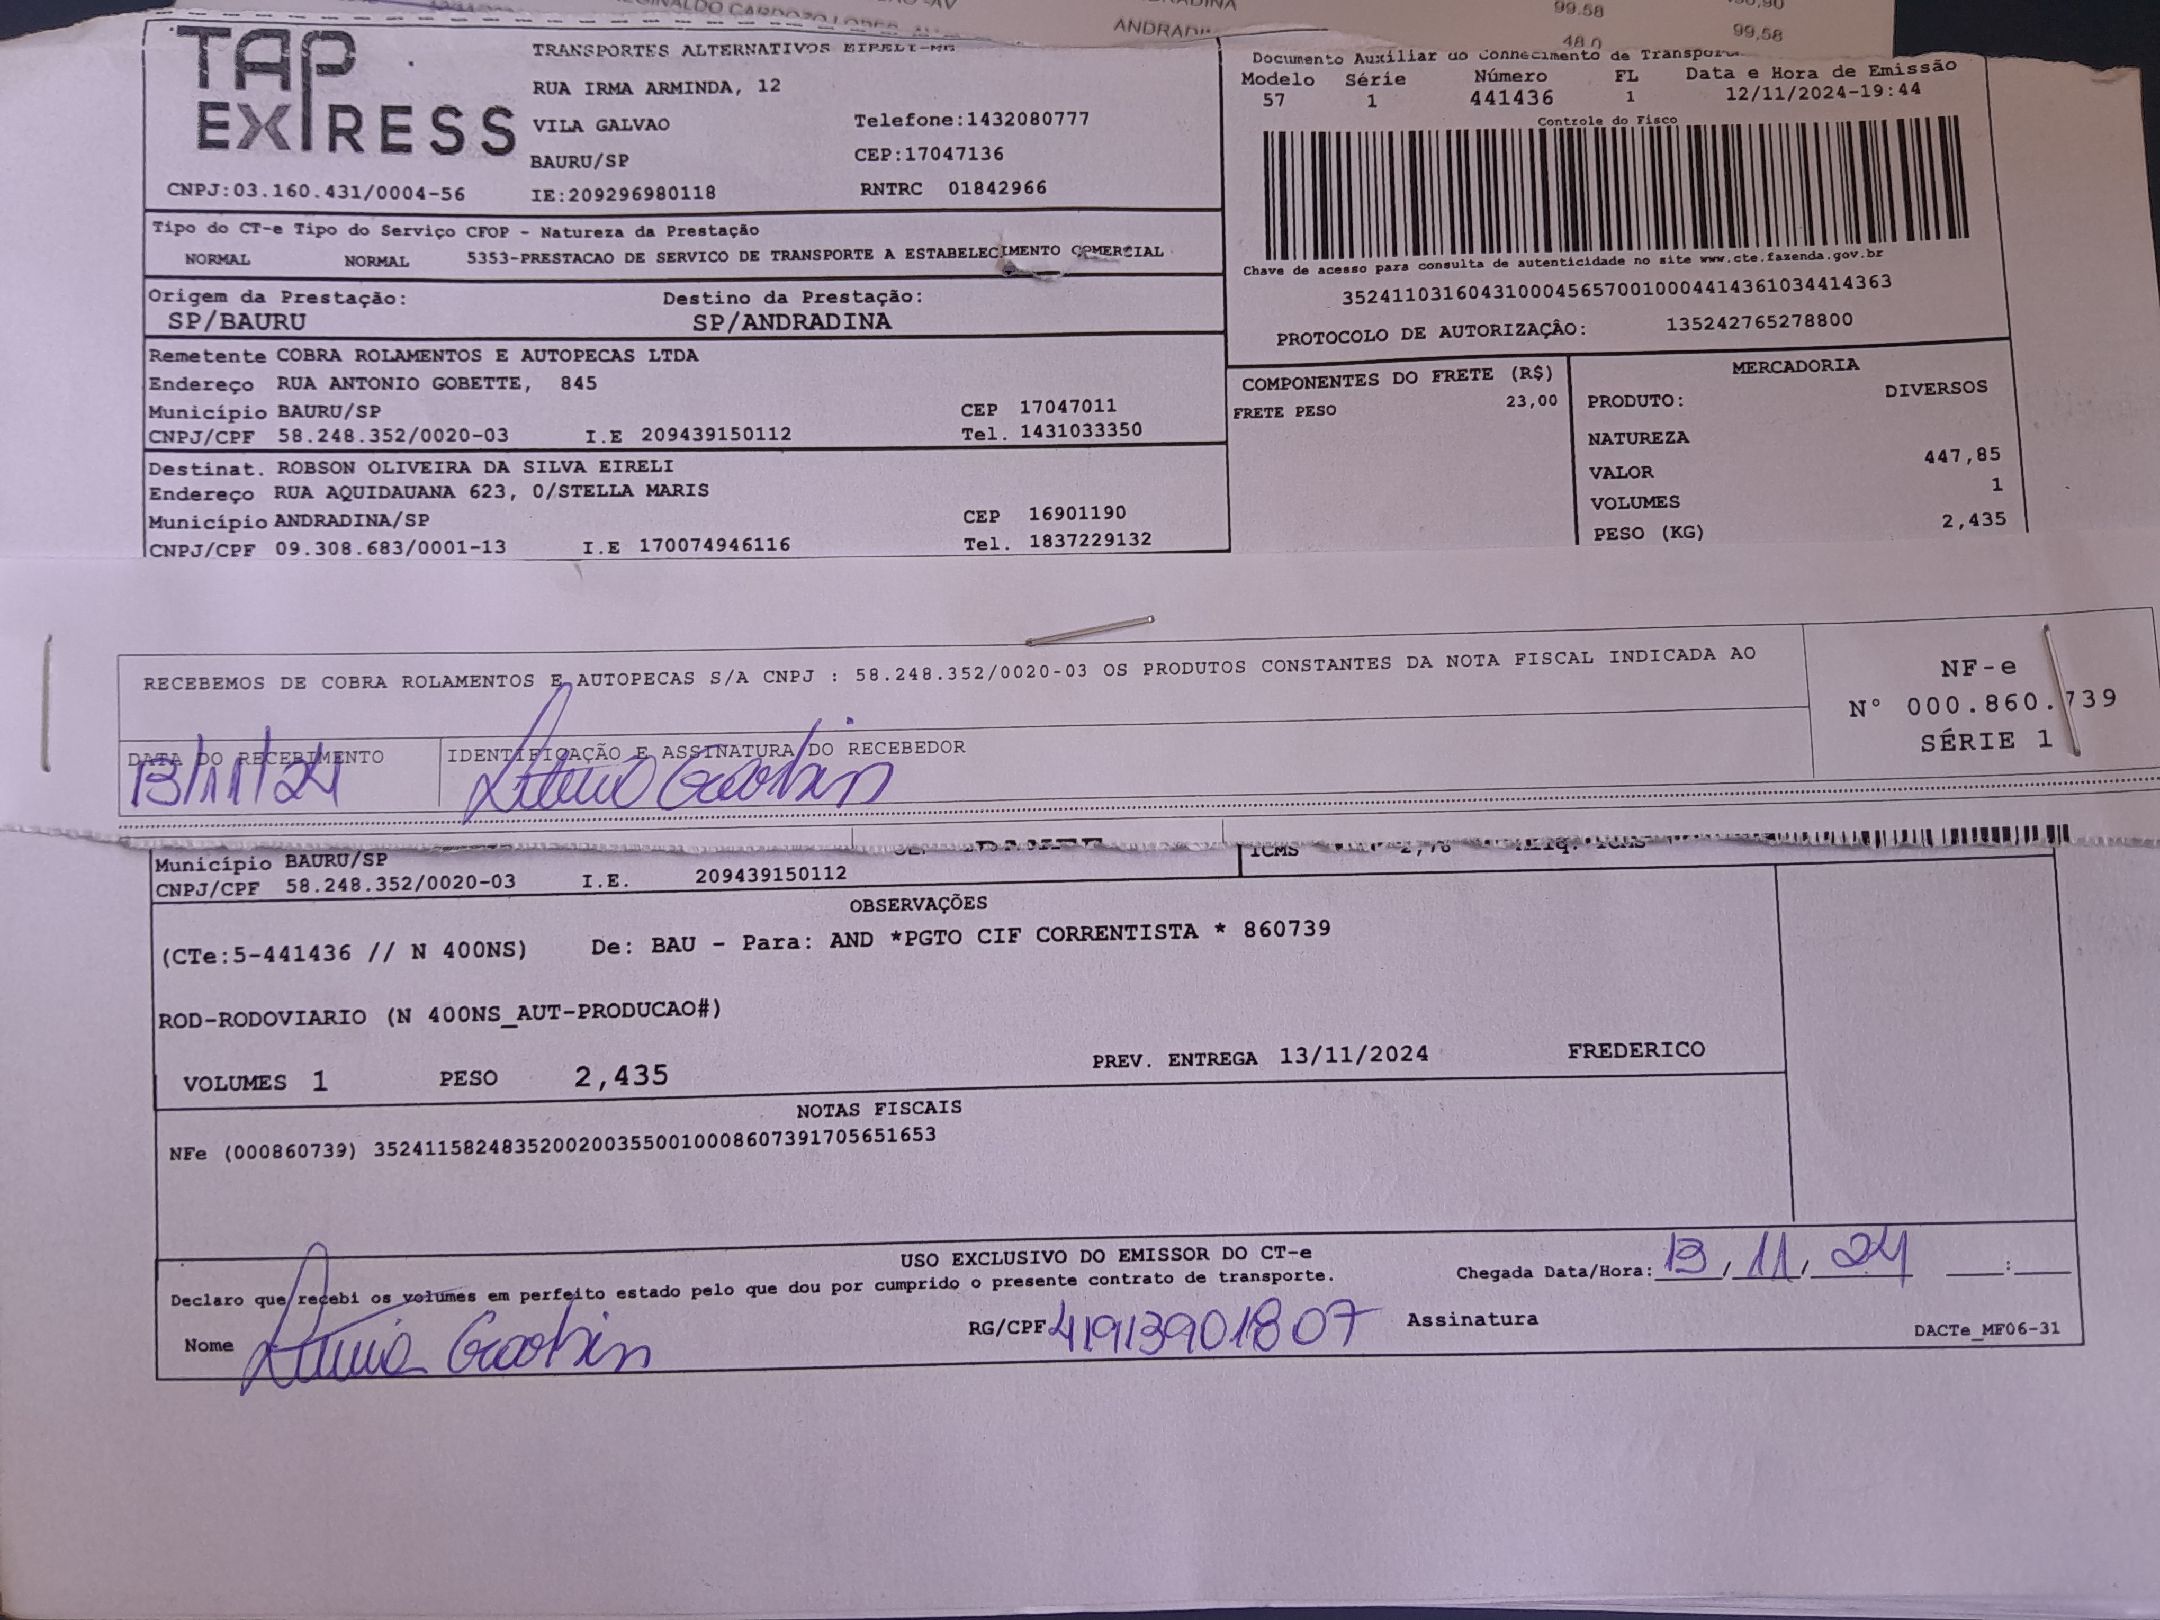 ANDRADINA
99.58
99,58
TAP EXPRESS
TRANSPORTES ALTERNATIVOS EIRELI-ME
RUA IRMA ARMINDA, 12
VILA GALVAO Telefone:1432080777
BAURU/SP CEP:17047136
CNPJ:03.160.431/0004-56 IE:209296980118 RNTRC 01842966
Documento Auxiliar do Conhecimento de Transporte
Modelo Série Número FL Data e Hora de Emissão
57 1 441436 1 12/11/2024-19:44
Controle do Fisco
Chave de acesso para consulta de autenticidade no site www.cte.fazenda.gov.br
35241103160431000456570010004414361034414363
PROTOCOLO DE AUTORIZAÇÂO: 135242765278800
Tipo do CT-e Tipo do Serviço CFOP - Natureza da Prestação
NORMAL NORMAL 5353-PRESTACAO DE SERVICO DE TRANSPORTE A ESTABELECIMENTO COMERCIAL
Origem da Prestação: Destino da Prestação:
SP/BAURU SP/ANDRADINA
Remetente COBRA ROLAMENTOS E AUTOPECAS LTDA
Endereço RUA ANTONIO GOBETTE, 845
Município BAURU/SP CEP 17047011
CNPJ/CPF 58.248.352/0020-03 I.E 209439150112 Tel. 1431033350
Destinat. ROBSON OLIVEIRA DA SILVA EIRELI
Endereço RUA AQUIDAUANA 623, 0/STELLA MARIS
Município ANDRADINA/SP CEP 16901190
CNPJ/CPF 09.308.683/0001-13 I.E 170074946116 Tel. 1837229132
COMPONENTES DO FRETE (R$)
FRETE PESO 23,00
MERCADORIA
PRODUTO: DIVERSOS
NATUREZA
VALOR 447,85
VOLUMES 1
PESO (KG) 2,435
RECEBEMOS DE COBRA ROLAMENTOS E AUTOPECAS S/A CNPJ : 58.248.352/0020-03 OS PRODUTOS CONSTANTES DA NOTA FISCAL INDICADA AO
NF-e
N° 000.860.739
SÉRIE 1
DATA DO RECEBIMENTO IDENTIFICAÇÃO E ASSINATURA DO RECEBEDOR
13/11/24
Município BAURU/SP
ICMS
CNPJ/CPF 58.248.352/0020-03 I.E. 209439150112
OBSERVAÇÕES
(CTe:5-441436 // N 400NS) De: BAU - Para: AND *PGTO CIF CORRENTISTA * 860739
ROD-RODOVIARIO (N 400NS_AUT-PRODUCAO#)
VOLUMES 1 PESO 2,435 PREV. ENTREGA 13/11/2024 FREDERICO
NOTAS FISCAIS
NFe (000860739) 35241158248352002003550010008607391705651653
USO EXCLUSIVO DO EMISSOR DO CT-e
Declaro que recebi os volumes em perfeito estado pelo que dou por cumprido o presente contrato de transporte.
Chegada Data/Hora: 13, 11, 24 :
Nome RG/CPF 41913901807 Assinatura
DACTe_MF06-31